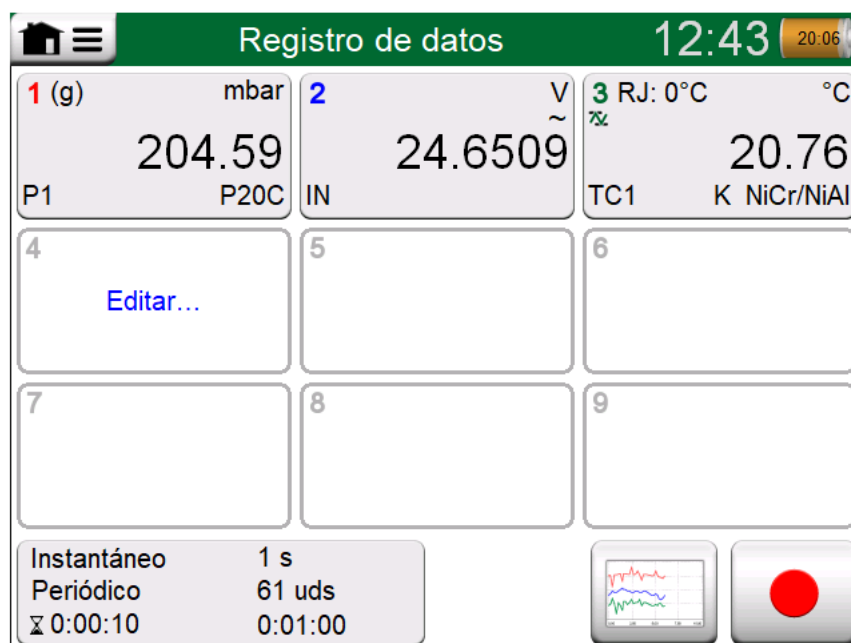 Registro de datos 12:43 20:06
1 (g) mbar
204.59
P1 P20C
2 V
~
24.6509
IN
3 RJ: 0°C °C
20.76
TC1 K NiCr/NiAl
4
Editar...
5
6
7
8
9
Instantáneo 1 s
Periódico 61 uds
0:00:10 0:01:00